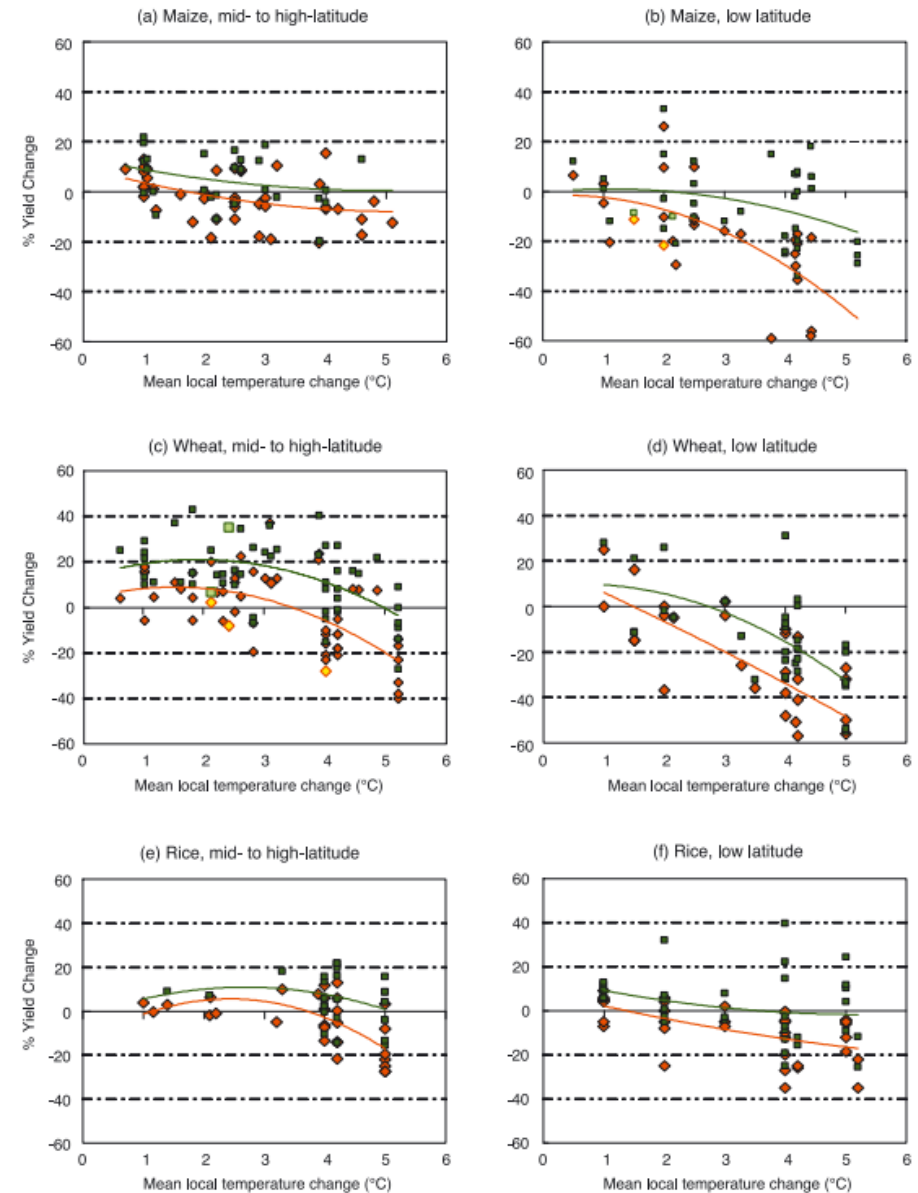 (a) Maize, mid- to high-latitude
60
40
20
0
-20
-40
-60
% Yield Change
0 1 2 3 4 5 6
Mean local temperature change (°C)
(b) Maize, low latitude
60
40
20
0
-20
-40
-60
0 1 2 3 4 5 6
Mean local temperature change (°C)
(c) Wheat, mid- to high-latitude
60
40
20
0
-20
-40
-60
% Yield Change
0 1 2 3 4 5 6
Mean local temperature change (°C)
(d) Wheat, low latitude
60
40
20
0
-20
-40
-60
0 1 2 3 4 5 6
Mean local temperature change (°C)
(e) Rice, mid- to high-latitude
60
40
20
0
-20
-40
-60
% Yield Change
0 1 2 3 4 5 6
Mean local temperature change (°C)
(f) Rice, low latitude
60
40
20
0
-20
-40
-60
0 1 2 3 4 5 6
Mean local temperature change (°C)